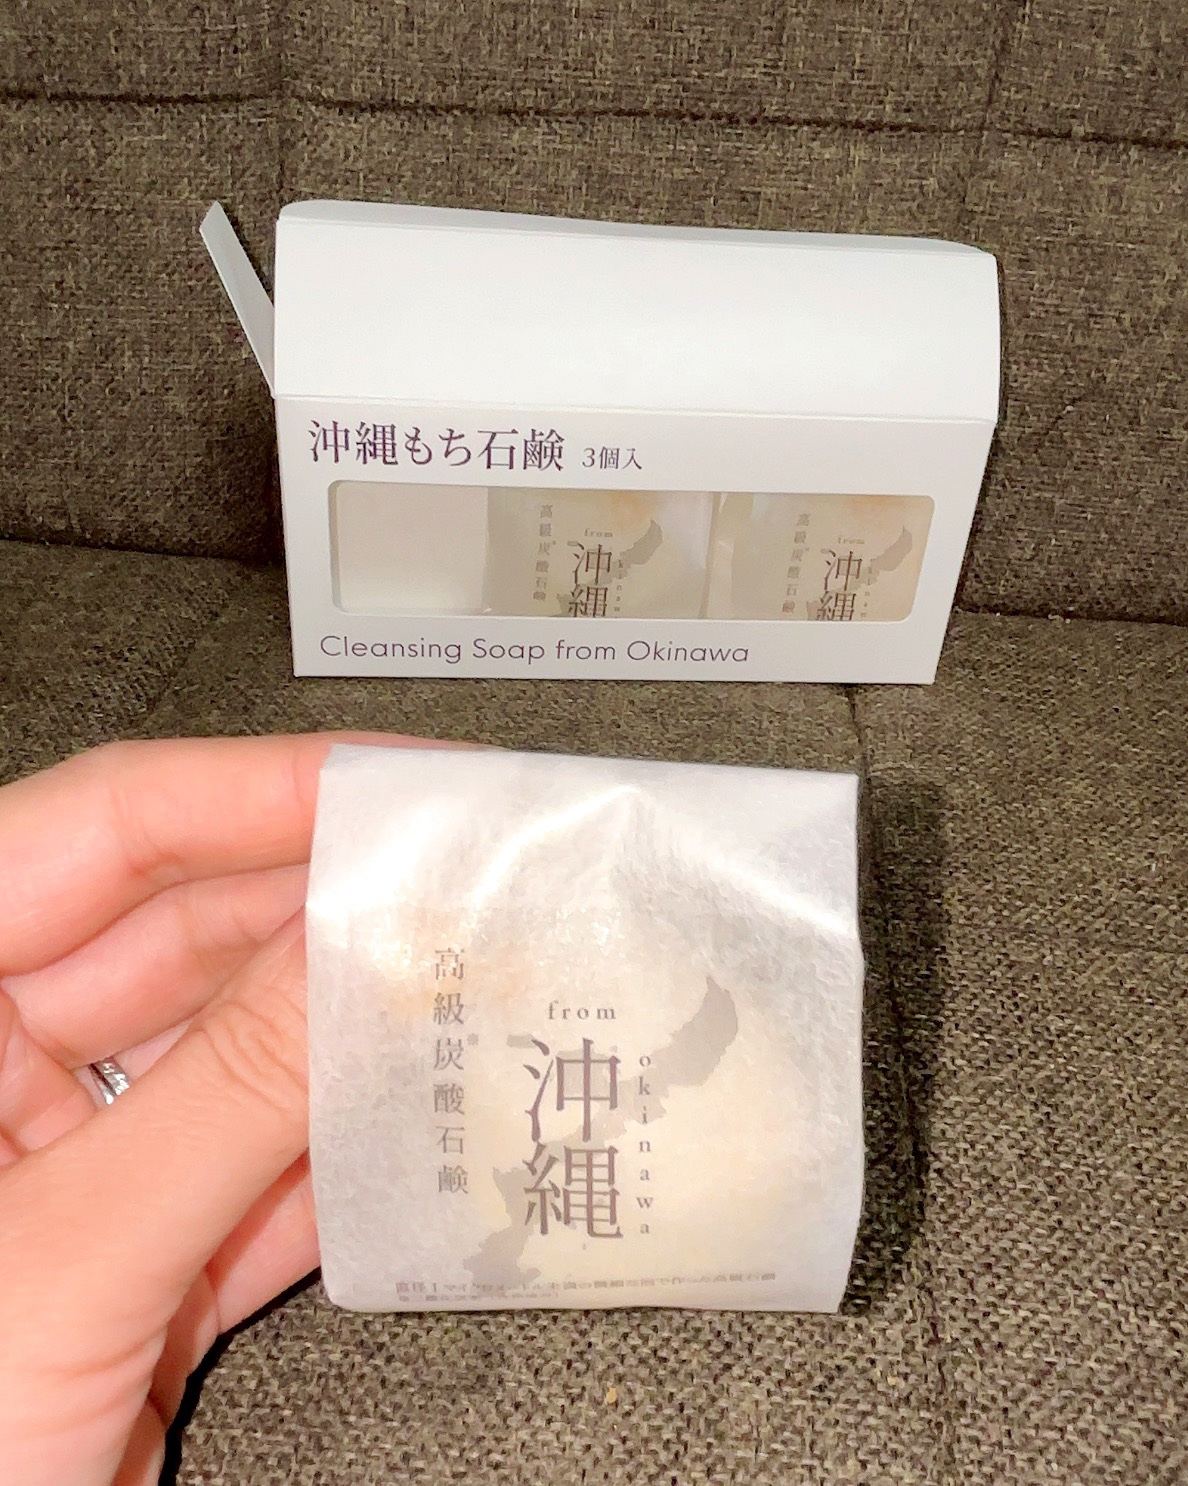 沖縄もち石鹸 3個入
高級炭酸石鹸
from
沖縄
okinaw
高級炭酸石鹸
from
沖縄
Cleansing Soap from Okinawa
高級炭酸石鹸
from
沖縄
okinawa